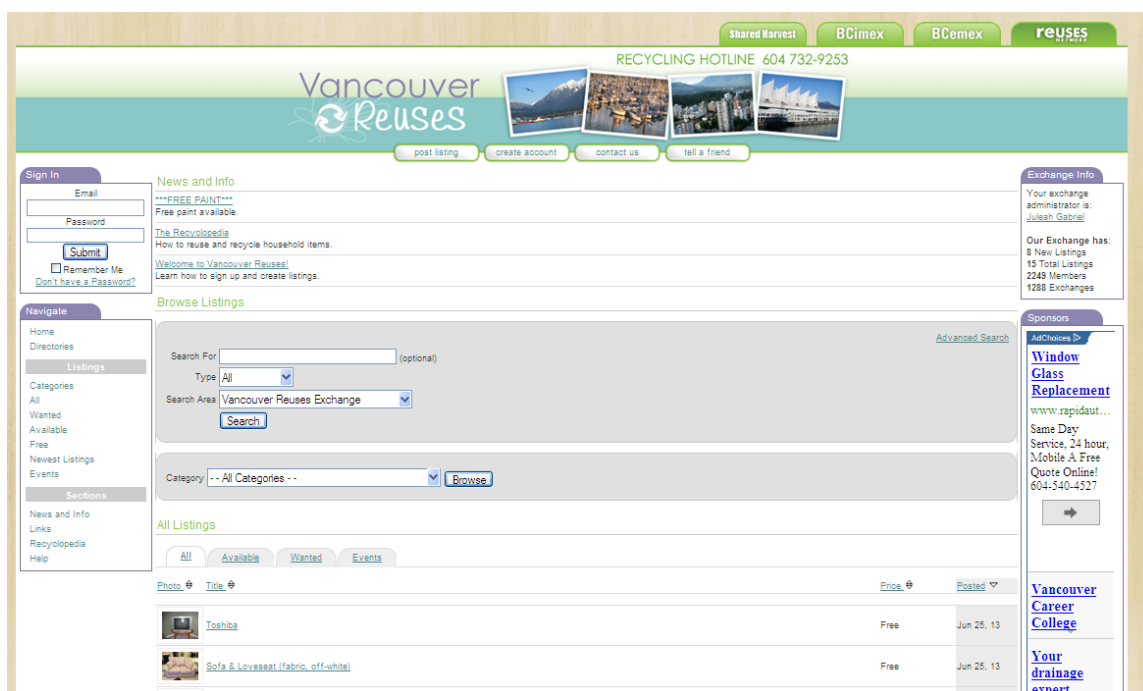 Shared Harvest
BCimex
BCemex
reuses
NETWORK
RECYCLING HOTLINE 604 732-9253
Vancouver
Reuses
post listing
create account
contact us
tell a friend
Sign In
Email
Password
Submit
Remember Me
Don't have a Password?
Navigate
Home
Directories
Listings
Categories
All
Wanted
Available
Free
Newest Listings
Events
Sections
News and Info
Links
Recyclopedia
Help
News and Info
***FREE PAINT***
Free paint available.
The Recyclopedia
How to reuse and recycle household items.
Welcome to Vancouver Reuses!
Learn how to sign up and create listings.
Browse Listings
Advanced Search
Search For (optional)
Type All
Search Area Vancouver Reuses Exchange
Search
Category - - All Categories - - Browse
All Listings
All Available Wanted Events
Photo Title Price Posted
Toshiba Free Jun 25, 13
Sofa & Loveseat (fabric, off-white) Free Jun 25, 13
Exchange Info
Your exchange
administrator is:
Juleah Gabriel
Our Exchange has:
8 New Listings
15 Total Listings
2249 Members
1288 Exchanges
Sponsors
AdChoices
Window
Glass
Replacement
www.rapidaut...
Same Day
Service, 24 hour,
Mobile A Free
Quote Online!
604-540-4527
Vancouver
Career
College
Your
drainage
expert